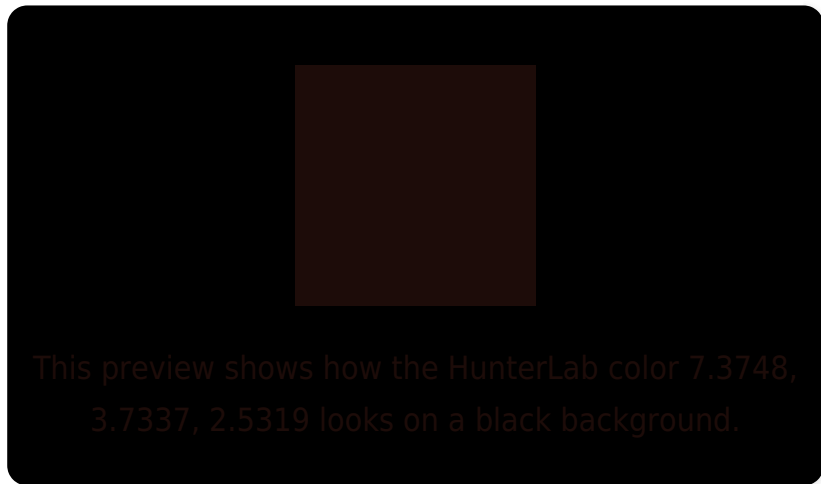 This preview shows how the HunterLab color 7.3748,
3.7337, 2.5319 looks on a black background.